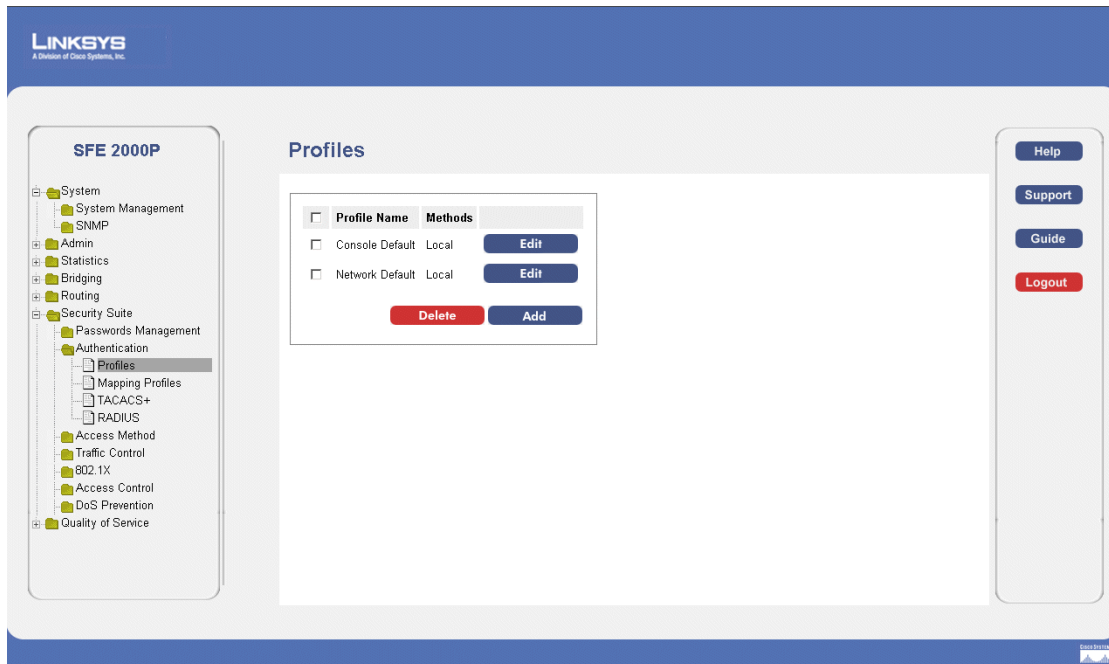 LINKSYS
A Division of Cisco Systems, Inc.
SFE 2000P
System
System Management
SNMP
Admin
Statistics
Bridging
Routing
Security Suite
Passwords Management
Authentication
Profiles
Mapping Profiles
TACACS+
RADIUS
Access Method
Traffic Control
802.1X
Access Control
DoS Prevention
Quality of Service
Profiles
Profile Name Methods
Console Default Local Edit
Network Default Local Edit
Delete Add
Help
Support
Guide
Logout
CISCO SYSTEMS